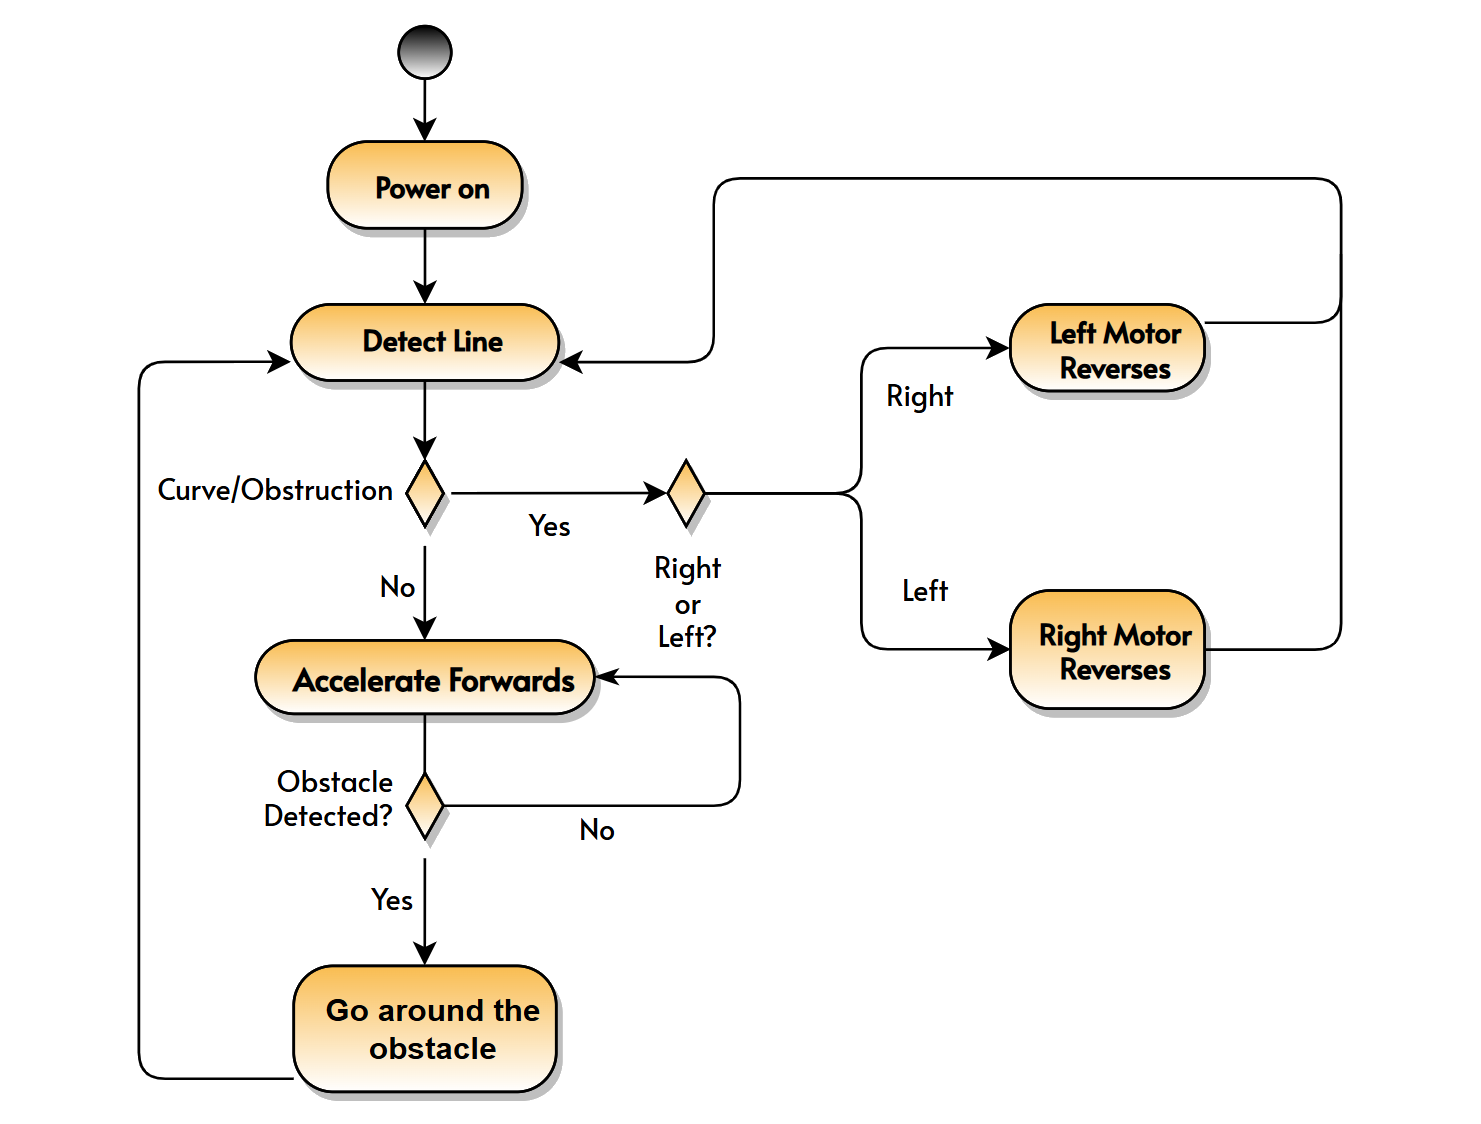 Power on
Detect Line
Left Motor
Reverses
Right
Curve/Obstruction
Yes
Right
or
Left?
No
Left
Right Motor
Reverses
Accelerate Forwards
Obstacle
Detected?
No
Yes
Go around the
obstacle